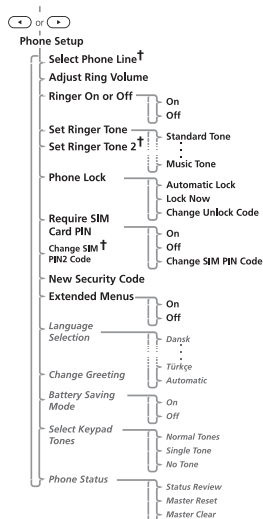 or
Phone Setup
Select Phone Line†
Adjust Ring Volume
Ringer On or Off
On
Off
Set Ringer Tone
Standard Tone
Set Ringer Tone 2†
Music Tone
Phone Lock
Automatic Lock
Lock Now
Change Unlock Code
Require SIM
Card PIN
On
Off
Change SIM PIN Code
Change SIM†
PIN2 Code
New Security Code
Extended Menus
On
Off
Language
Selection
Dansk
Türkçe
Automatic
Change Greeting
Battery Saving
Mode
On
Off
Select Keypad
Tones
Normal Tones
Single Tone
No Tone
Phone Status
Status Review
Master Reset
Master Clear